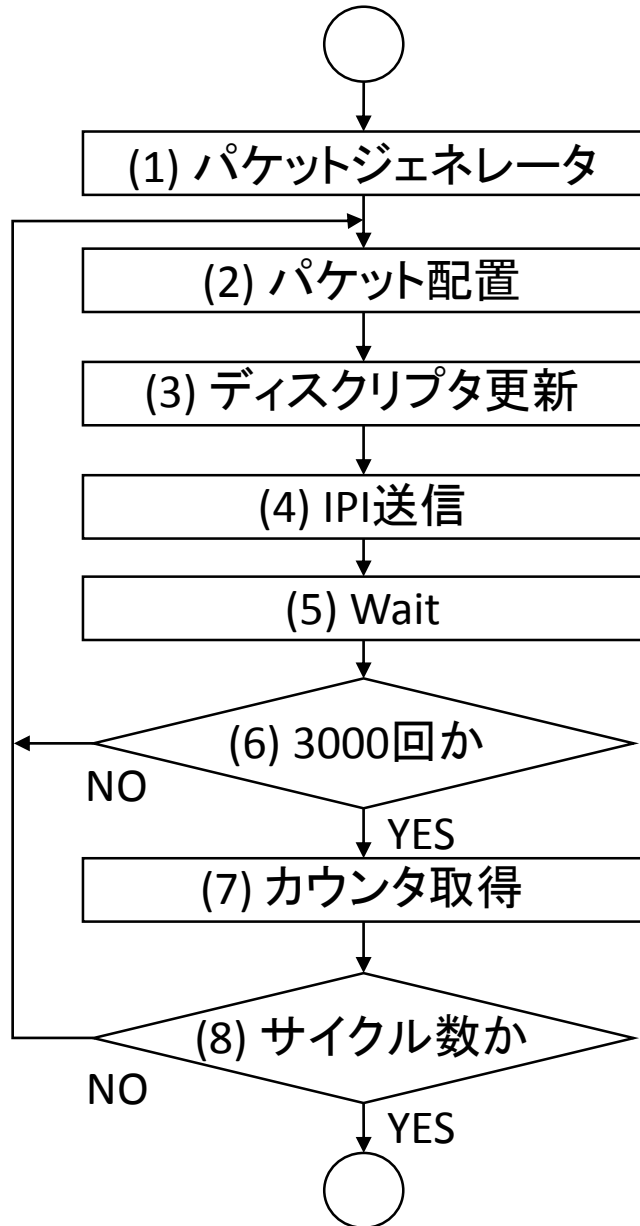 (1) パケットジェネレータ
(2) パケット配置
(3) ディスクリプタ更新
(4) IPI送信
(5) Wait
(6) 3000回か
NO
YES
(7) カウンタ取得
(8) サイクル数か
NO
YES